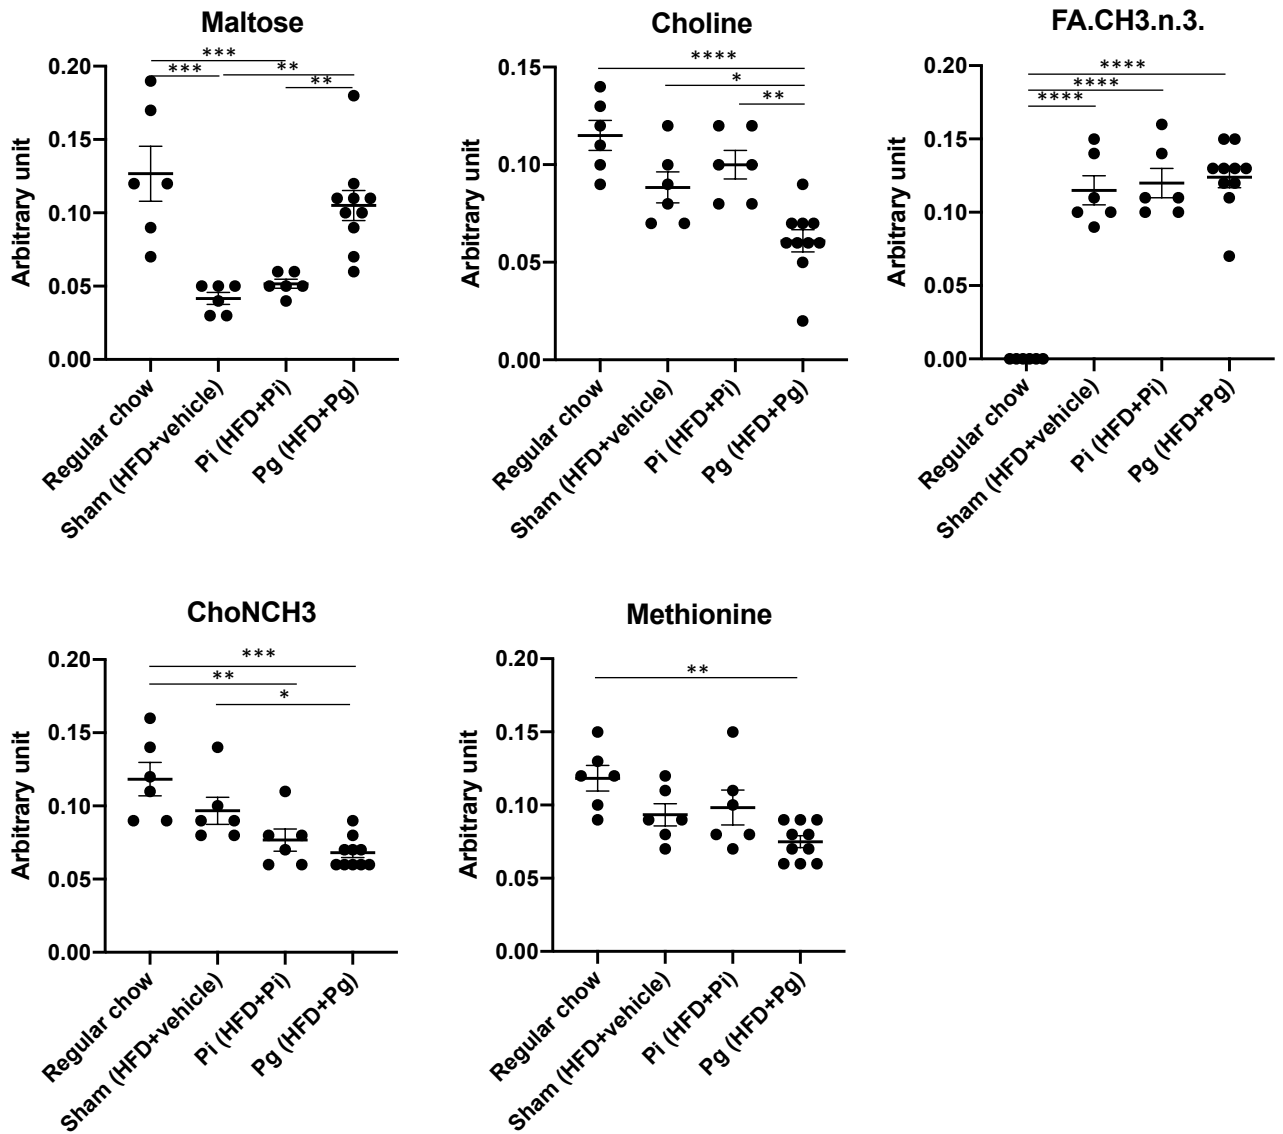 Maltose
***
***
**
**
0.20
0.15
0.10
0.05
0.00
Arbitrary unit
Regular chow
Sham (HFD+vehicle)
Pi (HFD+Pi)
Pg (HFD+Pg)
Choline
****
*
**
0.15
0.10
0.05
0.00
Arbitrary unit
Regular chow
Sham (HFD+vehicle)
Pi (HFD+Pi)
Pg (HFD+Pg)
FA.CH3.n.3.
****
****
****
0.20
0.15
0.10
0.05
0.00
Arbitrary unit
Regular chow
Sham (HFD+vehicle)
Pi (HFD+Pi)
Pg (HFD+Pg)
ChoNCH3
***
**
*
0.20
0.15
0.10
0.05
0.00
Arbitrary unit
Regular chow
Sham (HFD+vehicle)
Pi (HFD+Pi)
Pg (HFD+Pg)
Methionine
**
0.20
0.15
0.10
0.05
0.00
Arbitrary unit
Regular chow
Sham (HFD+vehicle)
Pi (HFD+Pi)
Pg (HFD+Pg)